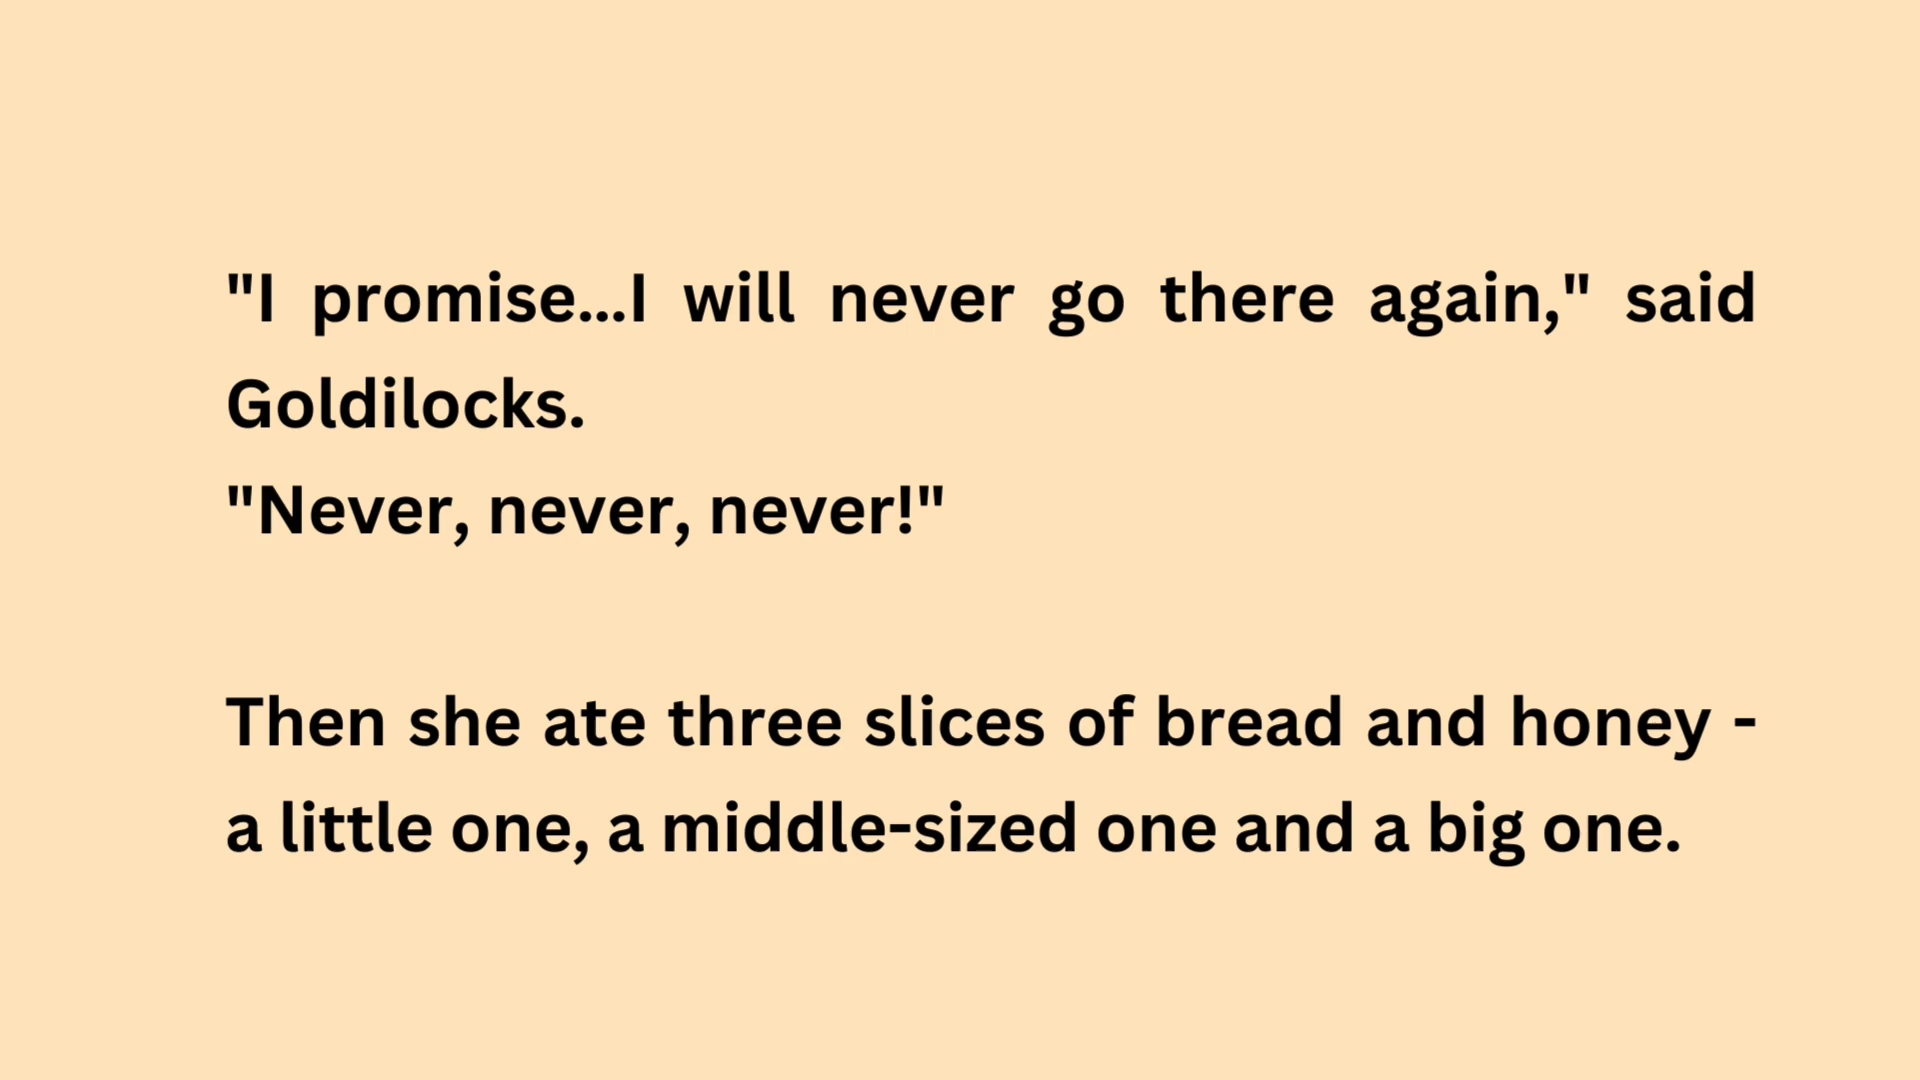 "I promise...I will never go there again," said
Goldilocks.
"Never, never, never!"
Then she ate three slices of bread and honey -
a little one, a middle-sized one and a big one.